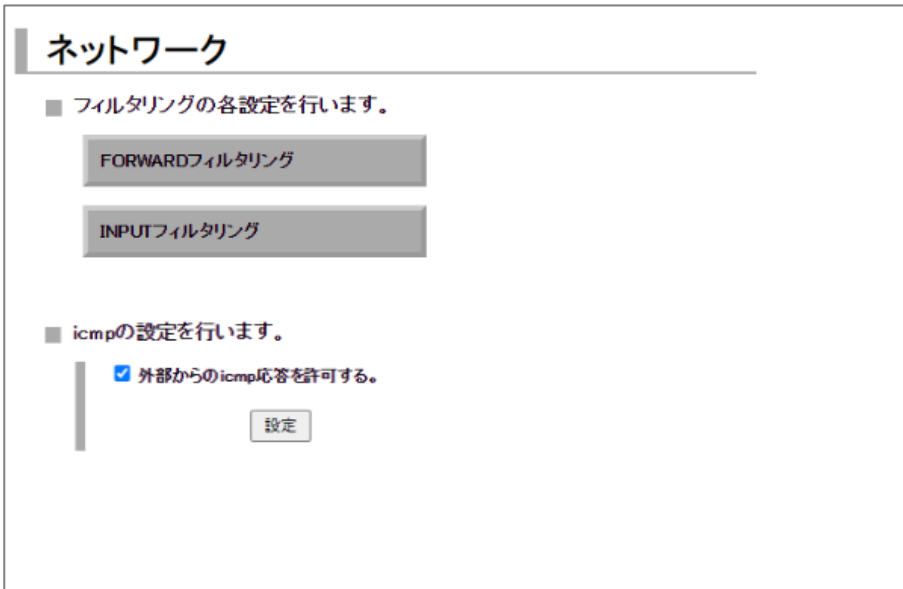 ネットワーク
フィルタリングの各設定を行います。
FORWARDフィルタリング
INPUTフィルタリング
icmpの設定を行います。
外部からのicmp応答を許可する。
設定